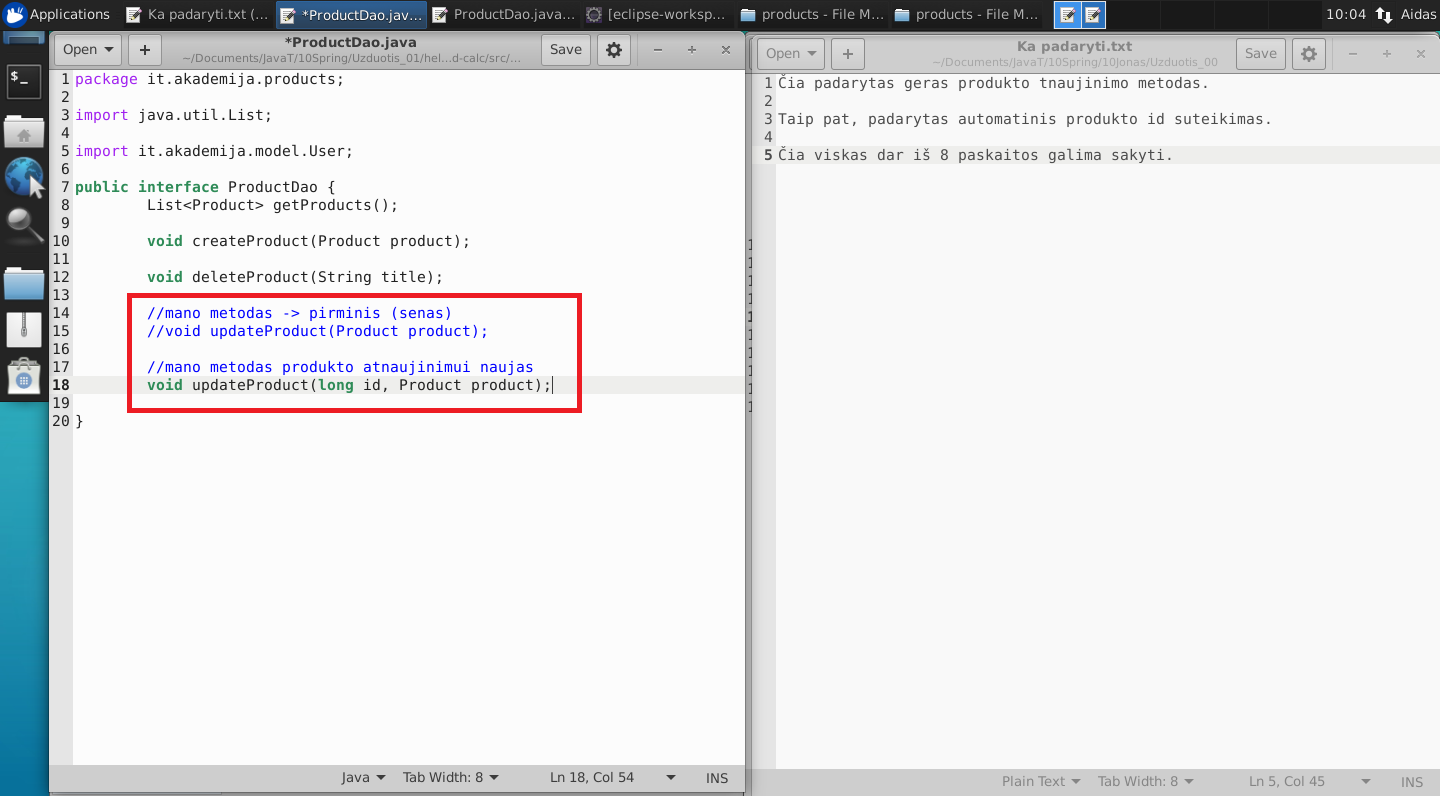 Applications
Ka padaryti.txt (...
*ProductDao.jav...
ProductDao.java...
[eclipse-worksp...
products - File M...
products - File M...
10:04
Aidas
Open
*ProductDao.java
~/Documents/JavaT/10Spring/Uzduotis_01/hel...d-calc/src/...
Save
1 package it.akademija.products;
2
3 import java.util.List;
4
5 import it.akademija.model.User;
6
7 public interface ProductDao {
8 List<Product> getProducts();
9
10 void createProduct(Product product);
11
12 void deleteProduct(String title);
13
14 //mano metodas -> pirminis (senas)
15 //void updateProduct(Product product);
16
17 //mano metodas produkto atnaujinimui naujas
18 void updateProduct(long id, Product product);
19
20 }
Java
Tab Width: 8
Ln 18, Col 54
INS
Open
Ka padaryti.txt
~/Documents/JavaT/10Spring/10Jonas/Uzduotis_00
Save
1 Čia padarytas geras produkto tnaujinimo metodas.
2
3 Taip pat, padarytas automatinis produkto id suteikimas.
4
5 Čia viskas dar iš 8 paskaitos galima sakyti.
Plain Text
Tab Width: 8
Ln 5, Col 45
INS